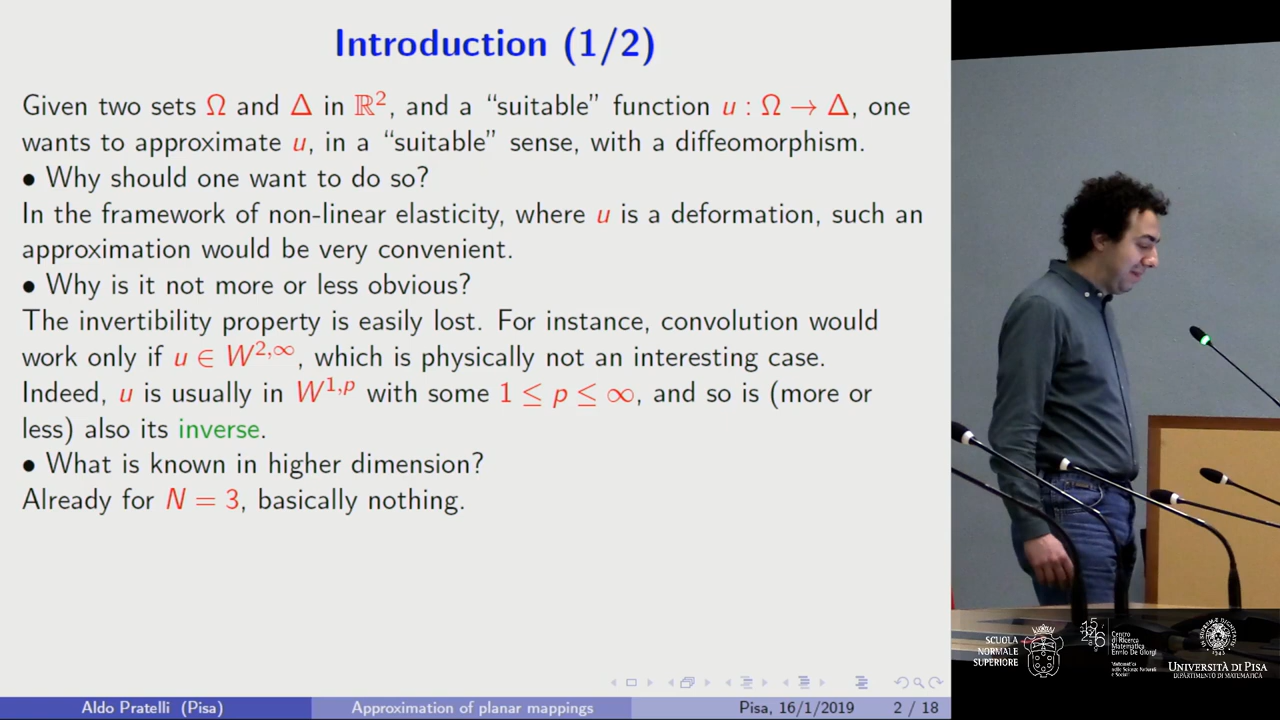 Introduction (1/2)
Given two sets Ω and Δ in ℝ², and a “suitable” function u : Ω → Δ, one
wants to approximate u, in a “suitable” sense, with a diffeomorphism.
• Why should one want to do so?
In the framework of non-linear elasticity, where u is a deformation, such an
approximation would be very convenient.
• Why is it not more or less obvious?
The invertibility property is easily lost. For instance, convolution would
work only if u ∈ W^{2,∞}, which is physically not an interesting case.
Indeed, u is usually in W^{1,p} with some 1 ≤ p ≤ ∞, and so is (more or
less) also its inverse.
• What is known in higher dimension?
Already for N = 3, basically nothing.
Aldo Pratelli (Pisa) Approximation of planar mappings Pisa, 16/1/2019 2 / 18
SCUOLA
NORMALE
SUPERIORE
Centro
di Ricerca
Matematica
Ennio De Giorgi
UNIVERSITÀ DI PISA
DIPARTIMENTO DI MATEMATICA